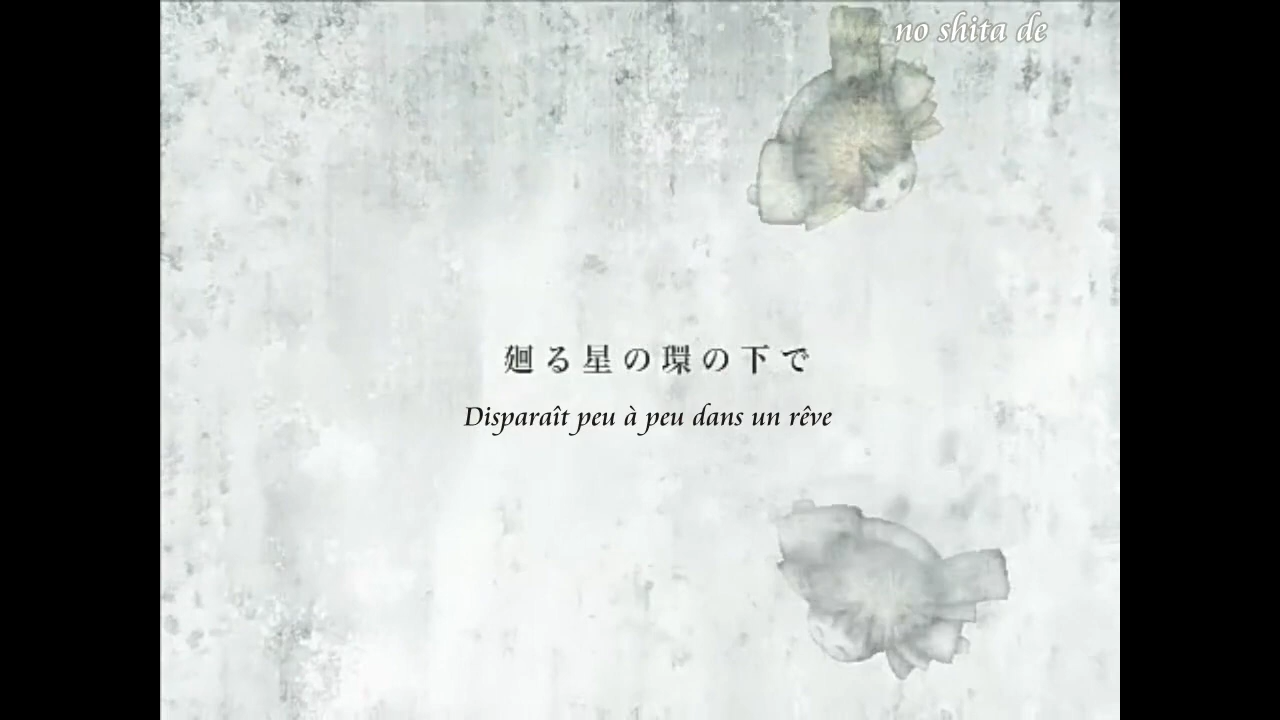 no shita de
廻る星の環の下で
Disparaît peu à peu dans un rêve